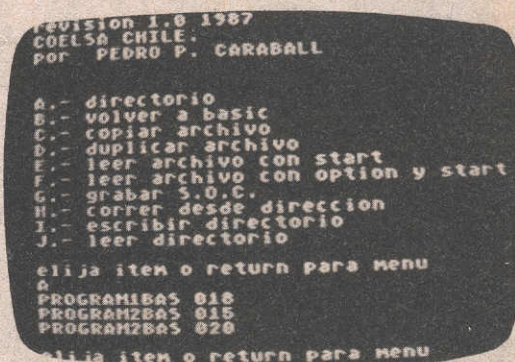 revision 1.0 1987
COELSA CHILE.
por PEDRO P. CARABALL
A.- directorio
B.- volver a basic
C.- copiar archivo
D.- duplicar archivo
E.- leer archivo con start
F.- leer archivo con option y start
G.- grabar S.O.C.
H.- correr desde direccion
I.- escribir directorio
J.- leer directorio
elija item o return para menu
A
PROGRAM1BAS 018
PROGRAM2BAS 015
PROGRAM2BAS 020
elija item o return para menu